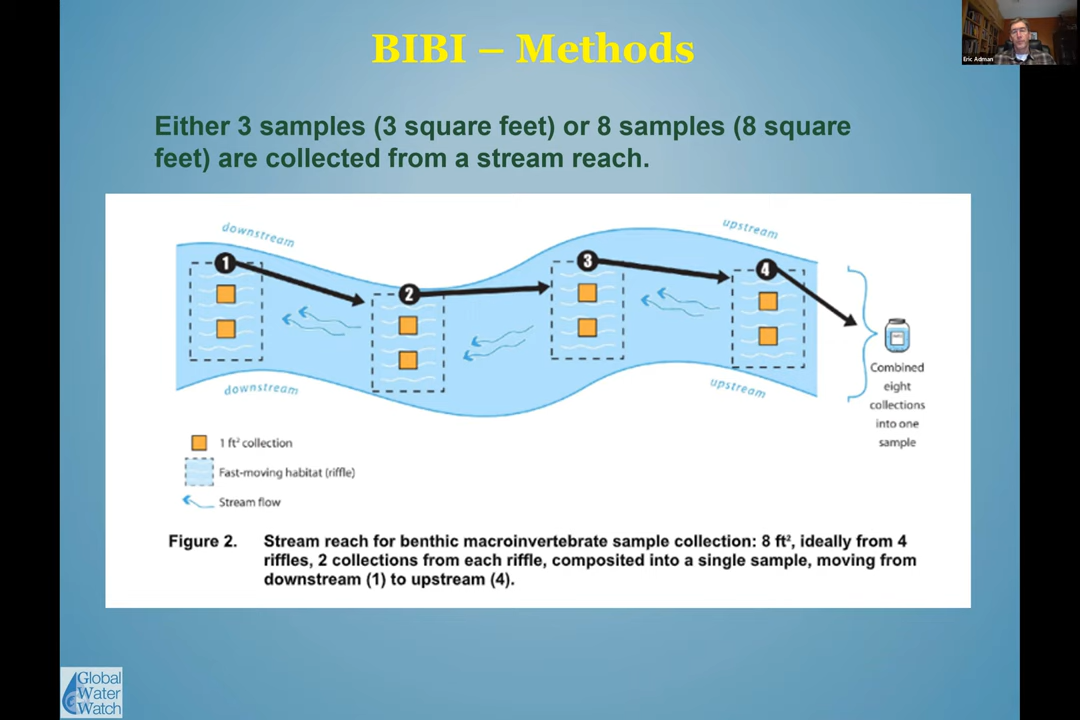 BIBI – Methods
Eric Adman
Either 3 samples (3 square feet) or 8 samples (8 square
feet) are collected from a stream reach.
downstream
upstream
1
2
3
4
downstream
upstream
Combined
eight
collections
into one
sample
1 ft² collection
Fast-moving habitat (riffle)
Stream flow
Figure 2. Stream reach for benthic macroinvertebrate sample collection: 8 ft², ideally from 4
riffles, 2 collections from each riffle, composited into a single sample, moving from
downstream (1) to upstream (4).
Global
Water
Watch